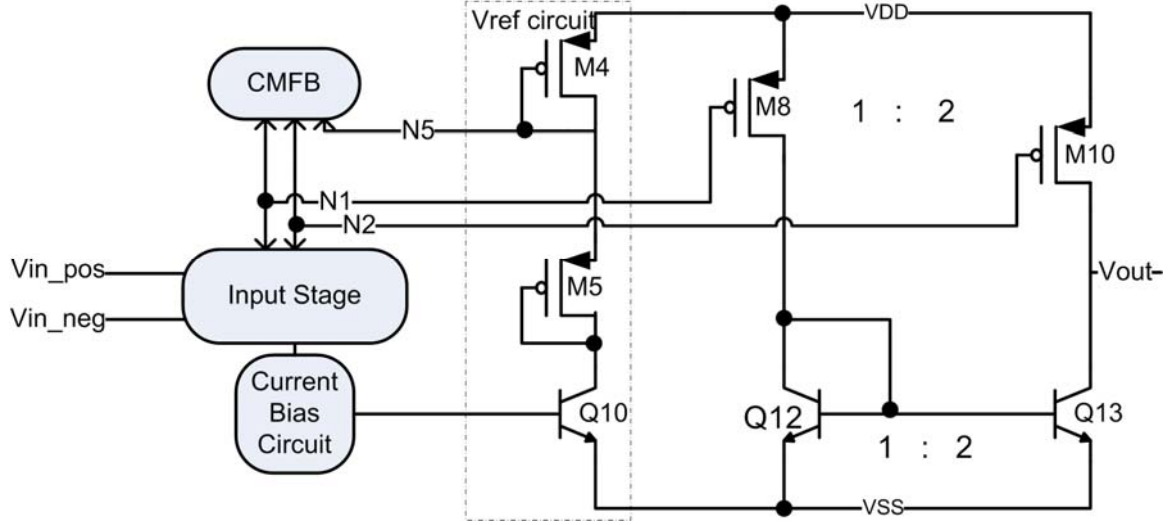 Vref circuit
VDD
M4
CMFB
M8
1 : 2
N5
M10
N1
N2
Vin_pos
M5
Vout
Input Stage
Vin_neg
Current
Bias
Circuit
Q10
Q12
Q13
1 : 2
VSS